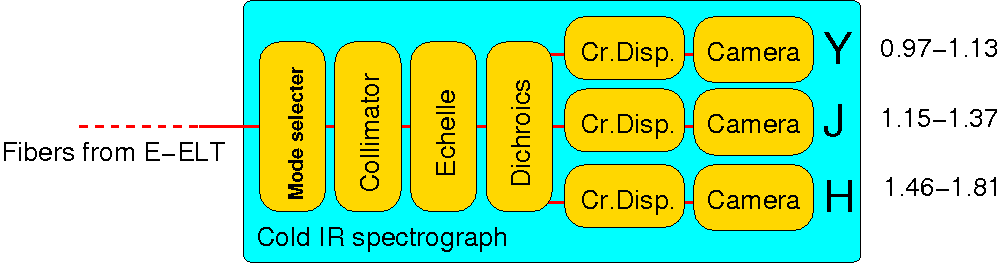 Fibers from E−ELT
Mode selecter
Collimator
Echelle
Dichroics
Cr.Disp.
Camera
Y
0.97−1.13
Cr.Disp.
Camera
J
1.15−1.37
Cr.Disp.
Camera
H
1.46−1.81
Cold IR spectrograph